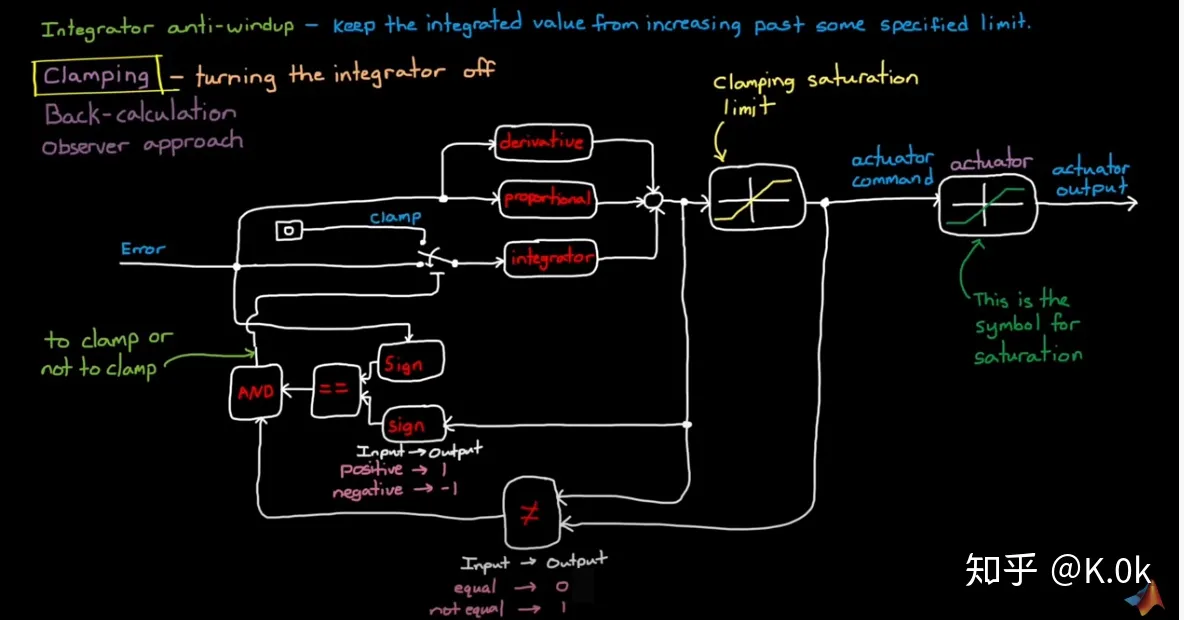 Integrator anti-windup – keep the integrated value from increasing past some specified limit.
Clamping – turning the integrator off
Back-calculation
observer approach
Clamping saturation
limit
derivative
proportional
integrator
actuator
command
actuator
actuator
output
clamp
0
Error
This is the
symbol for
saturation
to clamp or
not to clamp
AND
==
Sign
Sign
Input → Output
positive → 1
negative → -1
≠
Input → Output
equal → 0
not equal → 1
知乎 @K.0k